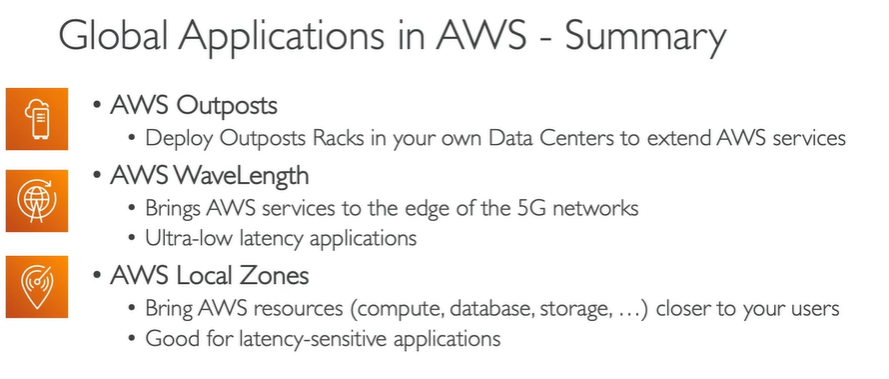 Global Applications in AWS - Summary
• AWS Outposts
• Deploy Outposts Racks in your own Data Centers to extend AWS services
• AWS WaveLength
• Brings AWS services to the edge of the 5G networks
• Ultra-low latency applications
• AWS Local Zones
• Bring AWS resources (compute, database, storage, …) closer to your users
• Good for latency-sensitive applications